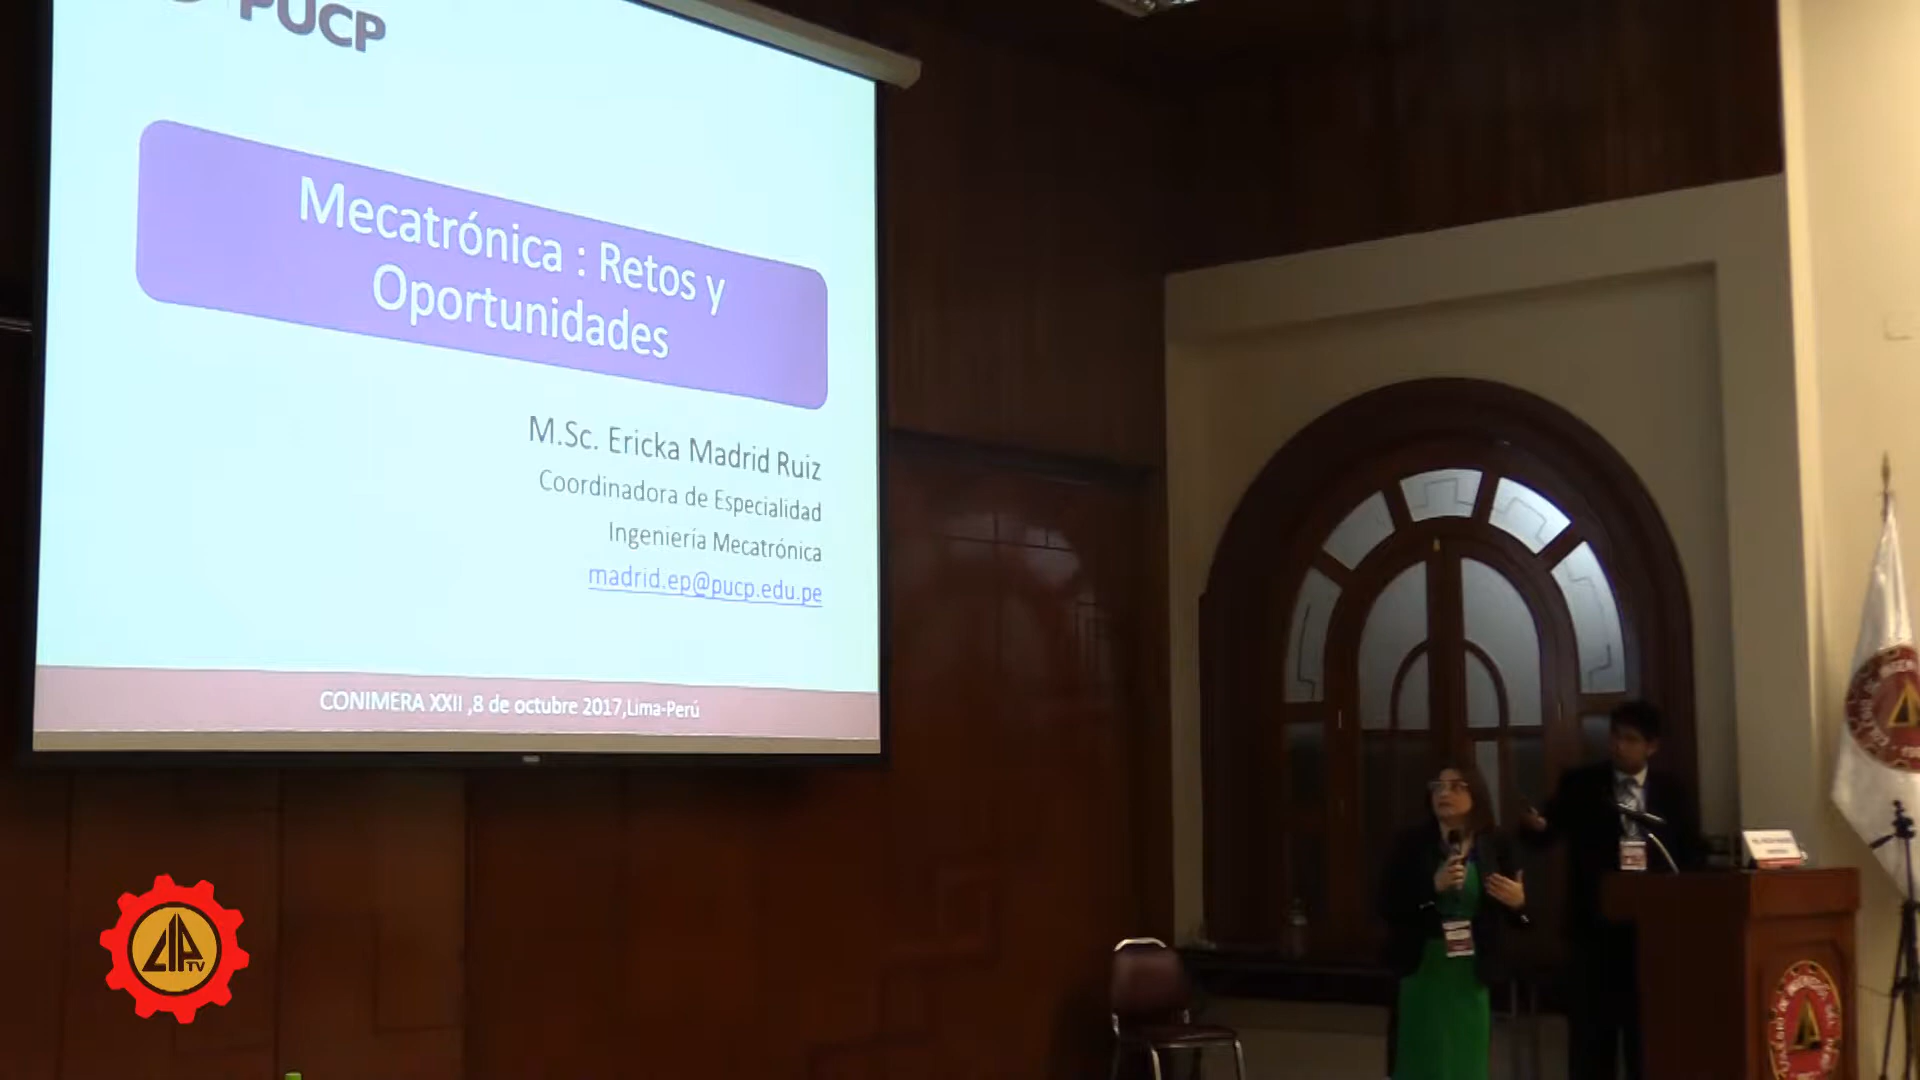 PUCP
Mecatrónica : Retos y
Oportunidades
M.Sc. Ericka Madrid Ruiz
Coordinadora de Especialidad
Ingeniería Mecatrónica
madrid.ep@pucp.edu.pe
CONIMERA XXII ,8 de octubre 2017,Lima-Perú
CIP
TV